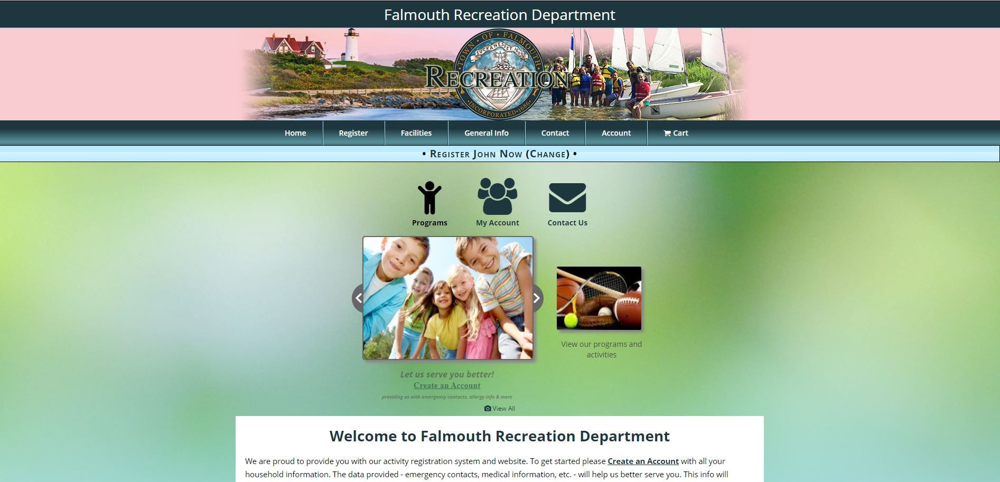 Falmouth Recreation Department
TOWN • OF • FALMOUTH
SUCKANESSET 1602
RECREATION
• INCORPORATED • 1686 •
Home
Register
Facilities
General Info
Contact
Account
Cart
• Register John Now (Change) •
Programs
My Account
Contact Us
View our programs and
activities
Let us serve you better!
Create an Account
providing us with emergency contacts, allergy info & more
View All
Welcome to Falmouth Recreation Department
We are proud to provide you with our activity registration system and website. To get started please Create an Account with all your
household information. The data provided - emergency contacts, medical information, etc. - will help us better serve you. This info will